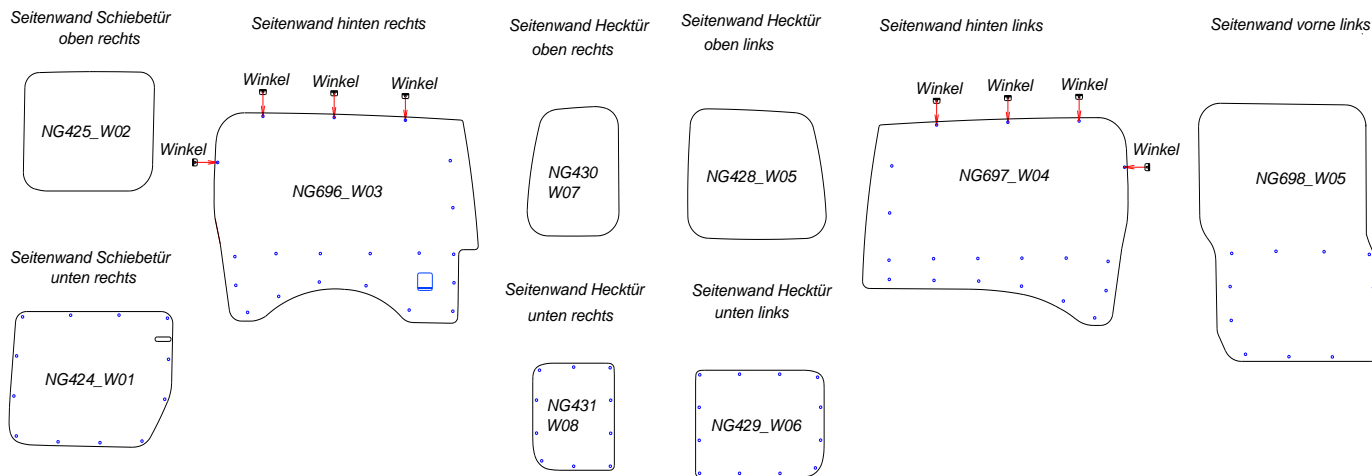 Seitenwand Schiebetür
oben rechts
NG425_W02
Seitenwand Schiebetür
unten rechts
NG424_W01
Seitenwand hinten rechts
Winkel
Winkel
Winkel
Winkel
NG696_W03
Seitenwand Hecktür
oben rechts
NG430
W07
Seitenwand Hecktür
unten rechts
NG431
W08
Seitenwand Hecktür
oben links
NG428_W05
Seitenwand Hecktür
unten links
NG429_W06
Seitenwand hinten links
Winkel
Winkel
Winkel
Winkel
NG697_W04
Seitenwand vorne links
NG698_W05